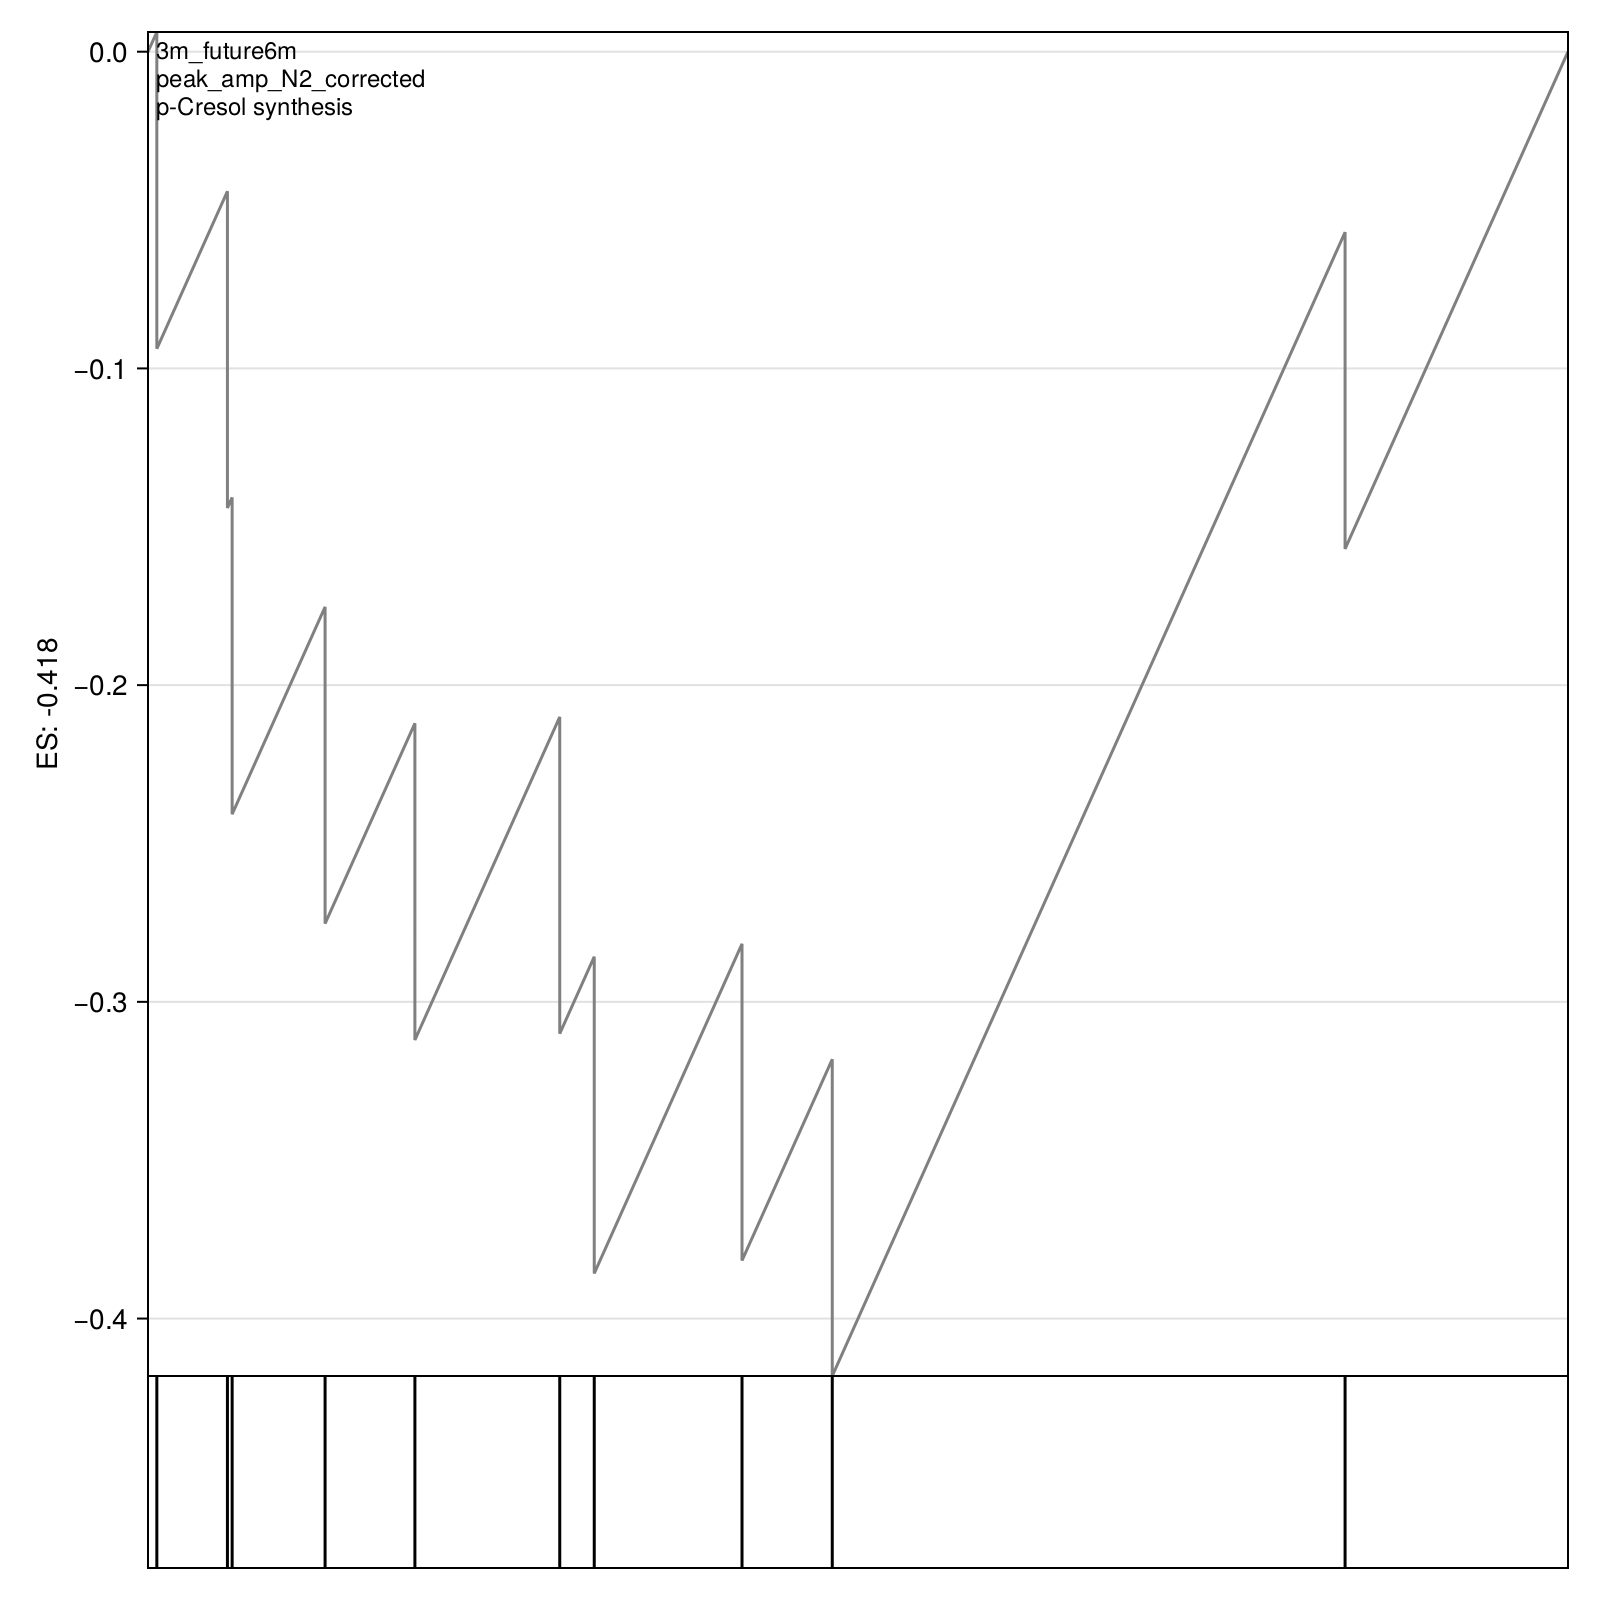 3m_future6m
peak_amp_N2_corrected
p-Cresol synthesis
0.0
−0.1
−0.2
−0.3
−0.4
ES: -0.418